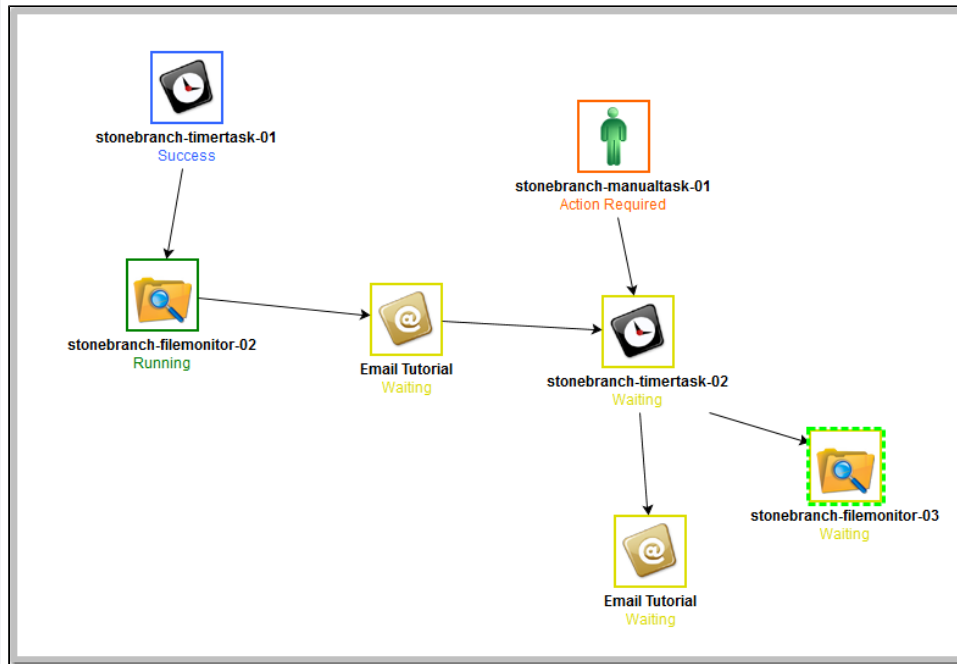 stonebranch-timertask-01
Success
stonebranch-manualtask-01
Action Required
stonebranch-filemonitor-02
Running
Email Tutorial
Waiting
stonebranch-timertask-02
Waiting
stonebranch-filemonitor-03
Waiting
Email Tutorial
Waiting